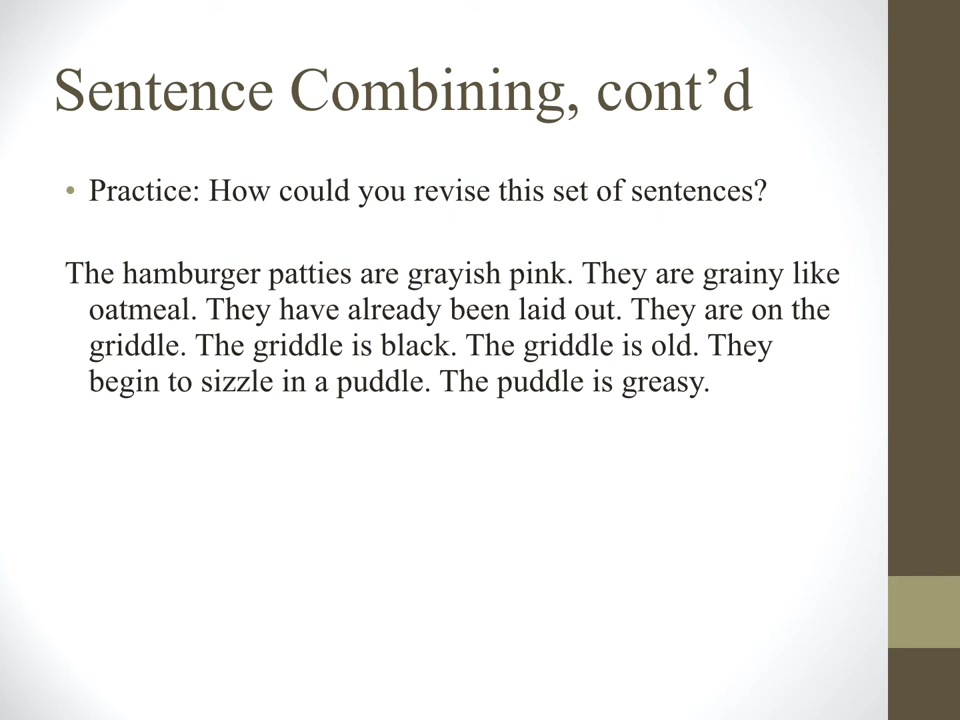 Sentence Combining, cont’d
• Practice: How could you revise this set of sentences?
The hamburger patties are grayish pink. They are grainy like
oatmeal. They have already been laid out. They are on the
griddle. The griddle is black. The griddle is old. They
begin to sizzle in a puddle. The puddle is greasy.